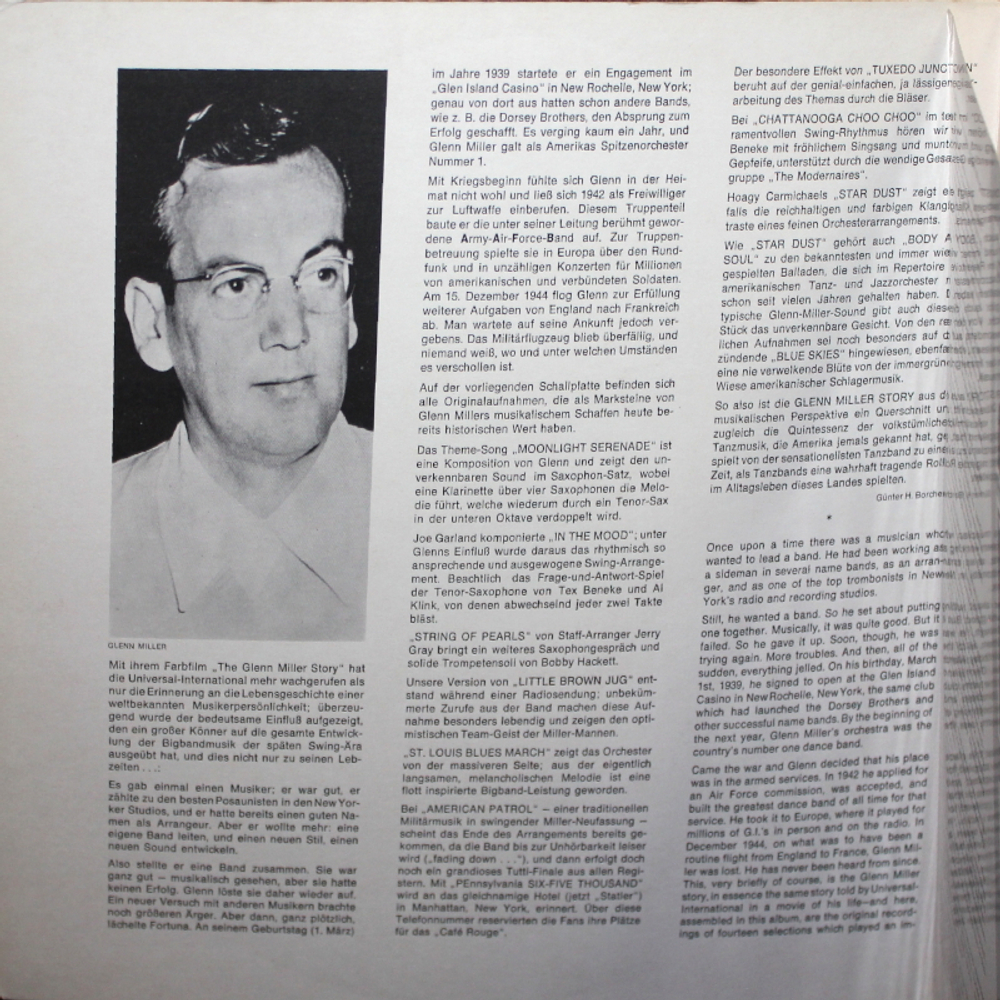 GLENN MILLER
Mit ihrem Farbfilm „The Glenn Miller Story“ hat
die Universal-International mehr wachgerufen als
nur die Erinnerung an die Lebensgeschichte einer
weltbekannten Musikerpersönlichkeit; überzeu-
gend wurde der bedeutsame Einfluß aufgezeigt,
den ein großer Könner auf die gesamte Entwick-
lung der Bigbandmusik der späten Swing-Ära
ausgeübt hat, und dies nicht nur zu seinen Leb-
zeiten . . .:
Es gab einmal einen Musiker; er war gut, er
zählte zu den besten Posaunisten in den New Yor-
ker Studios, und er hatte bereits einen guten Na-
men als Arrangeur. Aber er wollte mehr: eine
eigene Band leiten, und einen neuen Stil, einen
neuen Sound entwickeln.
Also stellte er eine Band zusammen. Sie war
ganz gut – musikalisch gesehen, aber sie hatte
keinen Erfolg. Glenn löste sie daher wieder auf.
Ein neuer Versuch mit anderen Musikern brachte
noch größeren Ärger. Aber dann, ganz plötzlich,
lächelte Fortuna. An seinem Geburtstag (1. März)
im Jahre 1939 startete er ein Engagement im
„Glen Island Casino“ in New Rochelle, New York;
genau von dort aus hatten schon andere Bands,
wie z. B. die Dorsey Brothers, den Absprung zum
Erfolg geschafft. Es verging kaum ein Jahr, und
Glenn Miller galt als Amerikas Spitzenorchester
Nummer 1.
Mit Kriegsbeginn fühlte sich Glenn in der Hei-
mat nicht wohl und ließ sich 1942 als Freiwilliger
zur Luftwaffe einberufen. Diesem Truppenteil
baute er die unter seiner Leitung berühmt gewor-
dene Army-Air-Force-Band auf. Zur Truppen-
betreuung spielte sie in Europa über den Rund-
funk und in unzähligen Konzerten für Millionen
von amerikanischen und verbündeten Soldaten.
Am 15. Dezember 1944 flog Glenn zur Erfüllung
weiterer Aufgaben von England nach Frankreich
ab. Man wartete auf seine Ankunft jedoch ver-
gebens. Das Militärflugzeug blieb überfällig, und
niemand weiß, wo und unter welchen Umständen
es verschollen ist.
Auf der vorliegenden Schallplatte befinden sich
alle Originalaufnahmen, die als Marksteine von
Glenn Millers musikalischem Schaffen heute be-
reits historischen Wert haben.
Das Theme-Song „MOONLIGHT SERENADE“ ist
eine Komposition von Glenn und zeigt den un-
verkennbaren Sound im Saxophon-Satz, wobei
eine Klarinette über vier Saxophonen die Melo-
die führt, welche wiederum durch ein Tenor-Sax
in der unteren Oktave verdoppelt wird.
Joe Garland komponierte „IN THE MOOD“; unter
Glenns Einfluß wurde daraus das rhythmisch so
ansprechende und ausgewogene Swing-Arrange-
ment. Beachtlich das Frage-und-Antwort-Spiel
der Tenor-Saxophone von Tex Beneke und Al
Klink, von denen abwechselnd jeder zwei Takte
bläst.
„STRING OF PEARLS“ von Staff-Arranger Jerry
Gray bringt ein weiteres Saxophongespräch und
solide Trompetensoli von Bobby Hackett.
Unsere Version von „LITTLE BROWN JUG“ ent-
stand während einer Radiosendung; unbeküm-
merte Zurufe aus der Band machen diese Auf-
nahme besonders lebendig und zeigen den opti-
mistischen Team-Geist der Miller-Mannen.
„ST. LOUIS BLUES MARCH“ zeigt das Orchester
von der massiveren Seite; aus der eigentlich
langsamen, melancholischen Melodie ist eine
flott inspirierte Bigband-Leistung geworden.
Bei „AMERICAN PATROL“ – einer traditionellen
Militärmusik in swingender Miller-Neufassung –
scheint das Ende des Arrangements bereits ge-
kommen, da die Band bis zur Unhörbarkeit leiser
wird („fading down . . .“), und dann erfolgt doch
noch ein grandioses Tutti-Finale aus allen Regi-
stern. Mit „PEnnsylvania SIX-FIVE THOUSAND“
wird an das gleichnamige Hotel (jetzt „Statler“)
in Manhattan, New York, erinnert. Über diese
Telefonnummer reservierten die Fans ihre Plätze
für das „Café Rouge“.
Der besondere Effekt von „TUXEDO JUNCTION“
beruht auf der genial-einfachen, ja lässigen
arbeitung des Themas durch die Bläser.
Bei „CHATTANOOGA CHOO CHOO“ im
ramentvollen Swing-Rhythmus hören wir
Beneke mit fröhlichem Singsang und
Gepfeife, unterstützt durch die wendige
gruppe „The Modernaires“.
Hoagy Carmichaels „STAR DUST“ zeigt
falls die reichhaltigen und farbigen
traste eines feinen Orchesterarrangements.
Wie „STAR DUST“ gehört auch „BODY A
SOUL“ zu den bekanntesten und immer
gespielten Balladen, die sich im Repertoire
amerikanischen Tanz- und Jazzorchester
schon seit vielen Jahren gehalten haben.
typische Glenn-Miller-Sound gibt auch diesem
Stück das unverkennbare Gesicht. Von den
lichen Aufnahmen sei noch besonders auf
zündende „BLUE SKIES“ hingewiesen,
eine nie verwelkende Blüte von der immergrünen
Wiese amerikanischer Schlagermusik.
So also ist die GLENN MILLER STORY aus
musikalischen Perspektive ein Querschnitt
zugleich die Quintessenz der
Tanzmusik, die Amerika jemals gekannt hat,
spielt von der sensationellsten Tanzband zu
Zeit, als Tanzbands eine wahrhaft tragende
im Alltagsleben dieses Landes spielten.
Günter H.
*
Once upon a time there was a musician who
wanted to lead a band. He had been working as
a sideman in several name bands, as an arran-
ger, and as one of the top trombonists in New
York's radio and recording studios.
Still, he wanted a band. So he set about putting
one together. Musically, it was quite good. But it
failed. So he gave it up. Soon, though, he was
trying again. More troubles. And then, all of the
sudden, everything jelled. On his birthday, March
1st, 1939, he signed to open at the Glen Island
Casino in New Rochelle, New York, the same club
which had launched the Dorsey Brothers and
other successful name bands. By the beginning of
the next year, Glenn Miller's orchestra was the
country's number one dance band.
Came the war and Glenn decided that his place
was in the armed services. In 1942 he applied for
an Air Force commission, was accepted, and
built the greatest dance band of all time for that
service. He took it to Europe, where it played for
millions of G.I.'s in person and on the radio. In
December 1944, on what was to have been a
routine flight from England to France, Glenn Mil-
ler was lost. He has never been heard from since.
This, very briefly of course, is the Glenn Miller
story, in essence the same story told by Universal-
International in a movie of his life—and here,
assembled in this album, are the original record-
ings of fourteen selections which played an im-